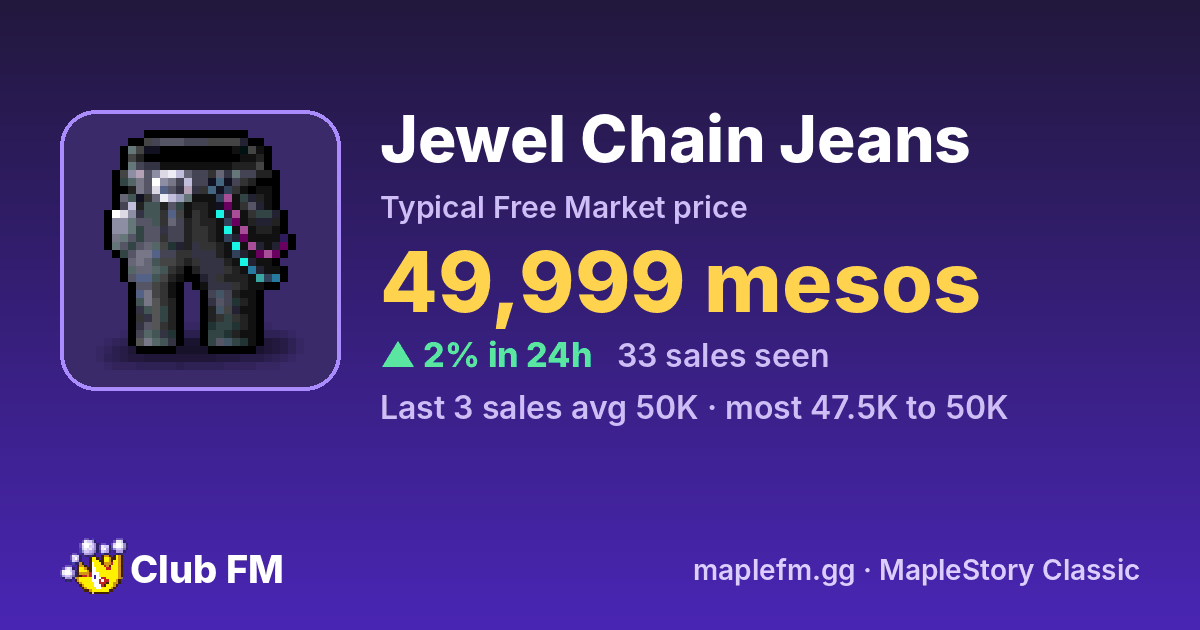 Jewel Chain Jeans
Typical Free Market price
49,999 mesos
▲ 2% in 24h 33 sales seen
Last 3 sales avg 50K · most 47.5K to 50K
Club FM
maplefm.gg · MapleStory Classic